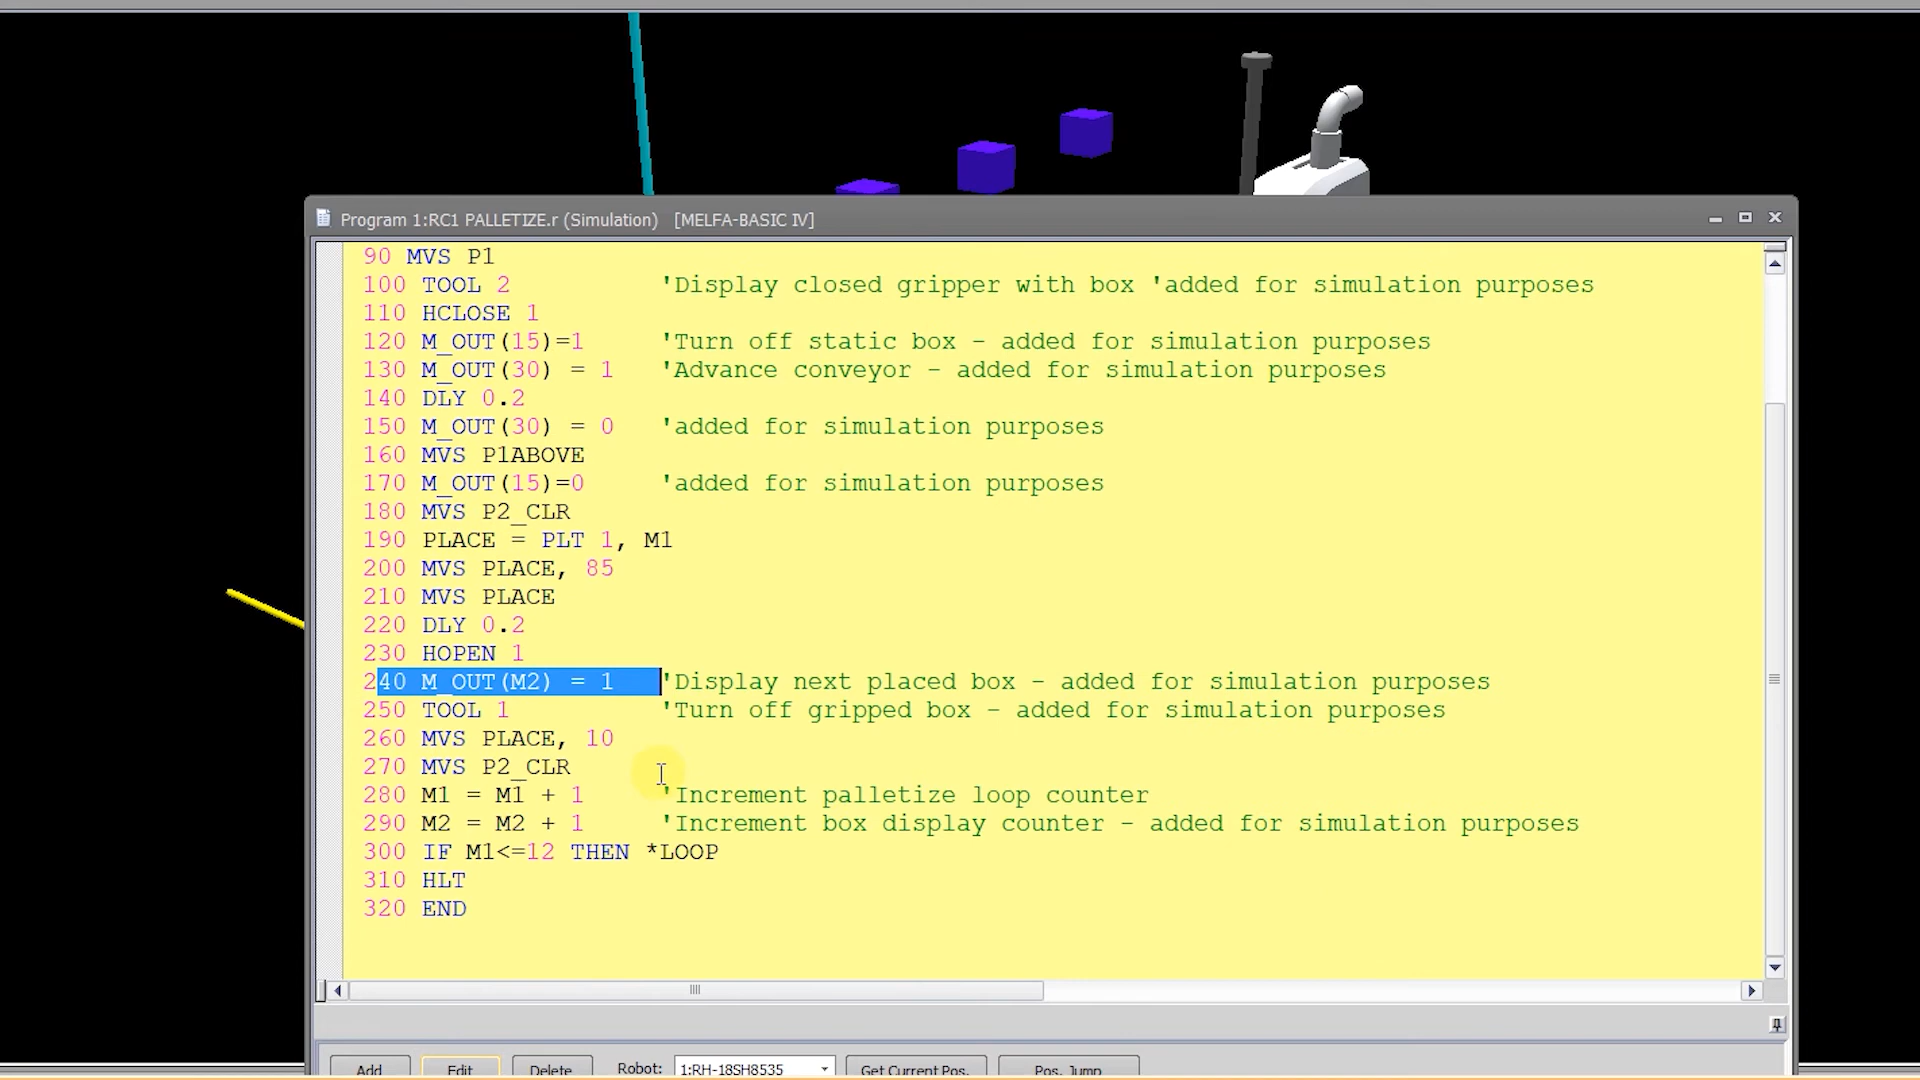 Program 1:RC1 PALLETIZE.r (Simulation) [MELFA-BASIC IV]
90 MVS P1
100 TOOL 2 'Display closed gripper with box 'added for simulation purposes
110 HCLOSE 1
120 M_OUT(15)=1 'Turn off static box - added for simulation purposes
130 M_OUT(30) = 1 'Advance conveyor - added for simulation purposes
140 DLY 0.2
150 M_OUT(30) = 0 'added for simulation purposes
160 MVS P1ABOVE
170 M_OUT(15)=0 'added for simulation purposes
180 MVS P2_CLR
190 PLACE = PLT 1, M1
200 MVS PLACE, 85
210 MVS PLACE
220 DLY 0.2
230 HOPEN 1
240 M_OUT(M2) = 1 'Display next placed box - added for simulation purposes
250 TOOL 1 'Turn off gripped box - added for simulation purposes
260 MVS PLACE, 10
270 MVS P2_CLR
280 M1 = M1 + 1 'Increment palletize loop counter
290 M2 = M2 + 1 'Increment box display counter - added for simulation purposes
300 IF M1<=12 THEN *LOOP
310 HLT
320 END
Add Edit Delete Robot: 1:RH-18SH8535 Get Current Pos. Pos. Jump